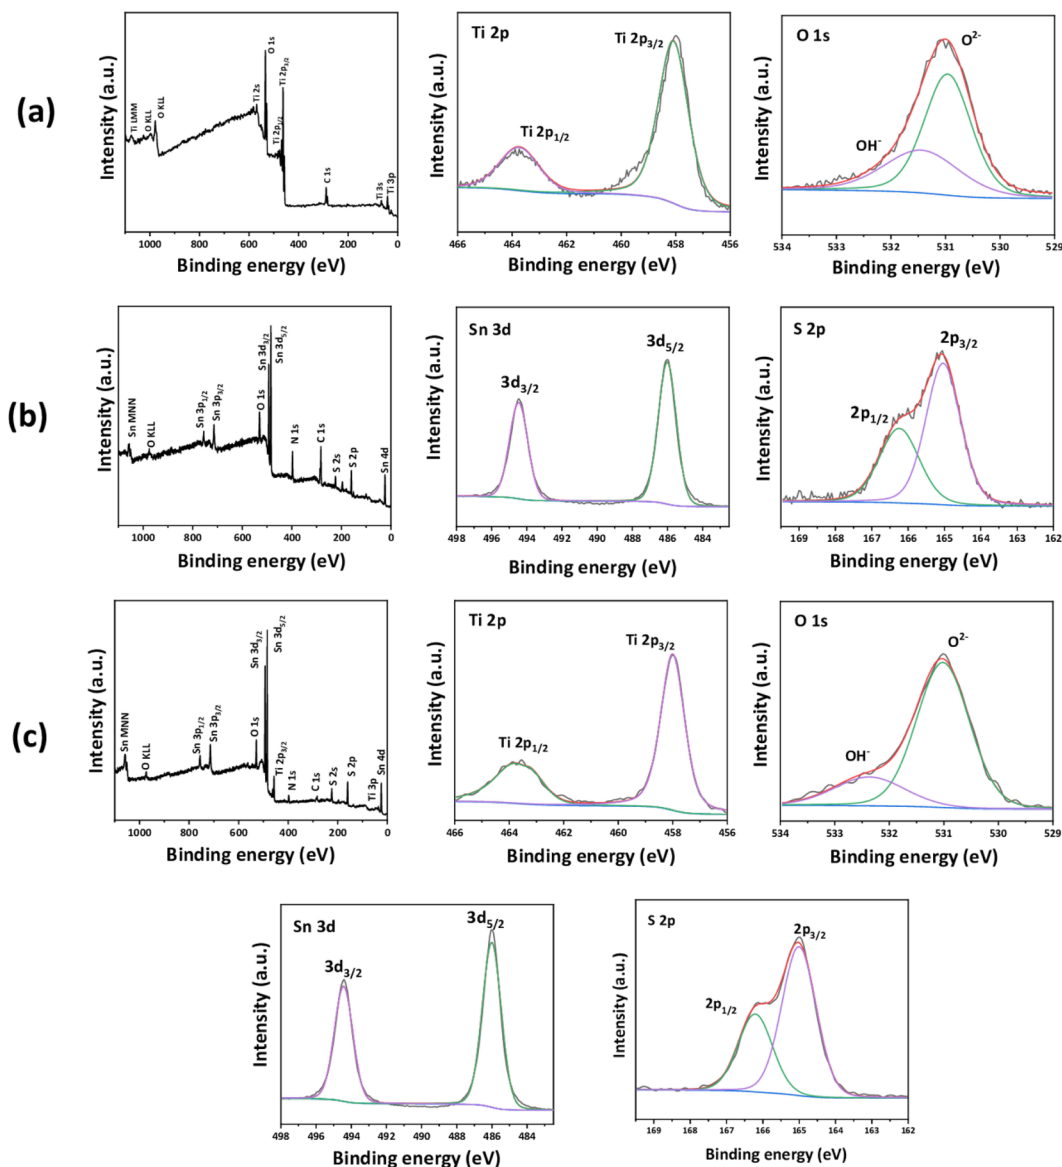 (a)
Intensity (a.u.)
Ti LMM
O KLL
O KLL
Ti 2s
O 1s
Ti 2p1/2
Ti 2p3/2
C 1s
Ti 3s
Ti 3p
1000 800 600 400 200 0
Binding energy (eV)
Ti 2p
Ti 2p3/2
Ti 2p1/2
Intensity (a.u.)
466 464 462 460 458 456
Binding energy (eV)
O 1s
O2-
OH-
Intensity (a.u.)
534 533 532 531 530 529
Binding energy (eV)
(b)
Intensity (a.u.)
Sn MNN
O KLL
Sn 3p1/2
Sn 3p3/2
O 1s
Sn 3d3/2
Sn 3d5/2
N 1s
C 1s
S 2s
S 2p
Sn 4d
1000 800 600 400 200 0
Binding energy (eV)
Sn 3d
3d5/2
3d3/2
Intensity (a.u.)
498 496 494 492 490 488 486 484
Binding energy (eV)
S 2p
2p3/2
2p1/2
Intensity (a.u.)
169 168 167 166 165 164 163 162
Binding energy (eV)
(c)
Intensity (a.u.)
Sn MNN
O KLL
Sn 3p1/2
Sn 3p3/2
O 1s
Sn 3d3/2
Sn 3d5/2
Ti 2p3/2
N 1s
C 1s
S 2s
S 2p
Ti 3p
Sn 4d
1000 800 600 400 200 0
Binding energy (eV)
Ti 2p
Ti 2p3/2
Ti 2p1/2
Intensity (a.u.)
466 464 462 460 458 456
Binding energy (eV)
O 1s
O2-
OH-
Intensity (a.u.)
534 533 532 531 530 529
Binding energy (eV)
Sn 3d
3d5/2
3d3/2
Intensity (a.u.)
498 496 494 492 490 488 486 484
Binding energy (eV)
S 2p
2p3/2
2p1/2
Intensity (a.u.)
169 168 167 166 165 164 163 162
Binding energy (eV)